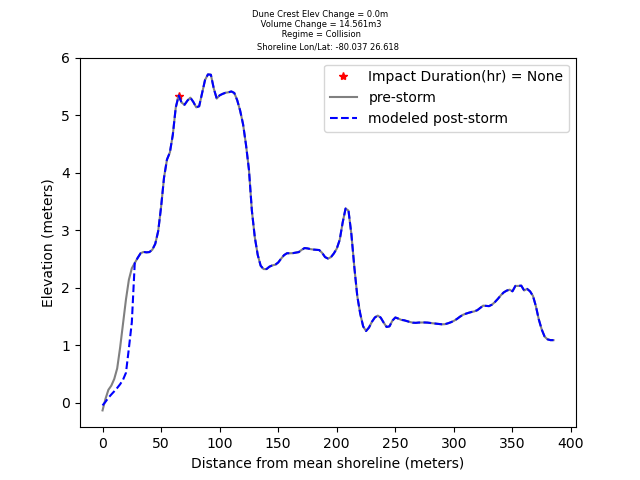 Dune Crest Elev Change = 0.0m
Volume Change = 14.561m3
Regime = Collision
Shoreline Lon/Lat: -80.037 26.618
Impact Duration(hr) = None
pre-storm
modeled post-storm
Elevation (meters)
6
5
4
3
2
1
0
0 50 100 150 200 250 300 350 400
Distance from mean shoreline (meters)